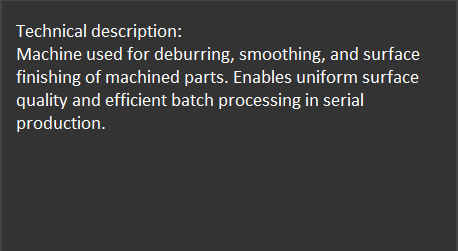 Technical description:
Machine used for deburring, smoothing, and surface
finishing of machined parts. Enables uniform surface
quality and efficient batch processing in serial
production.